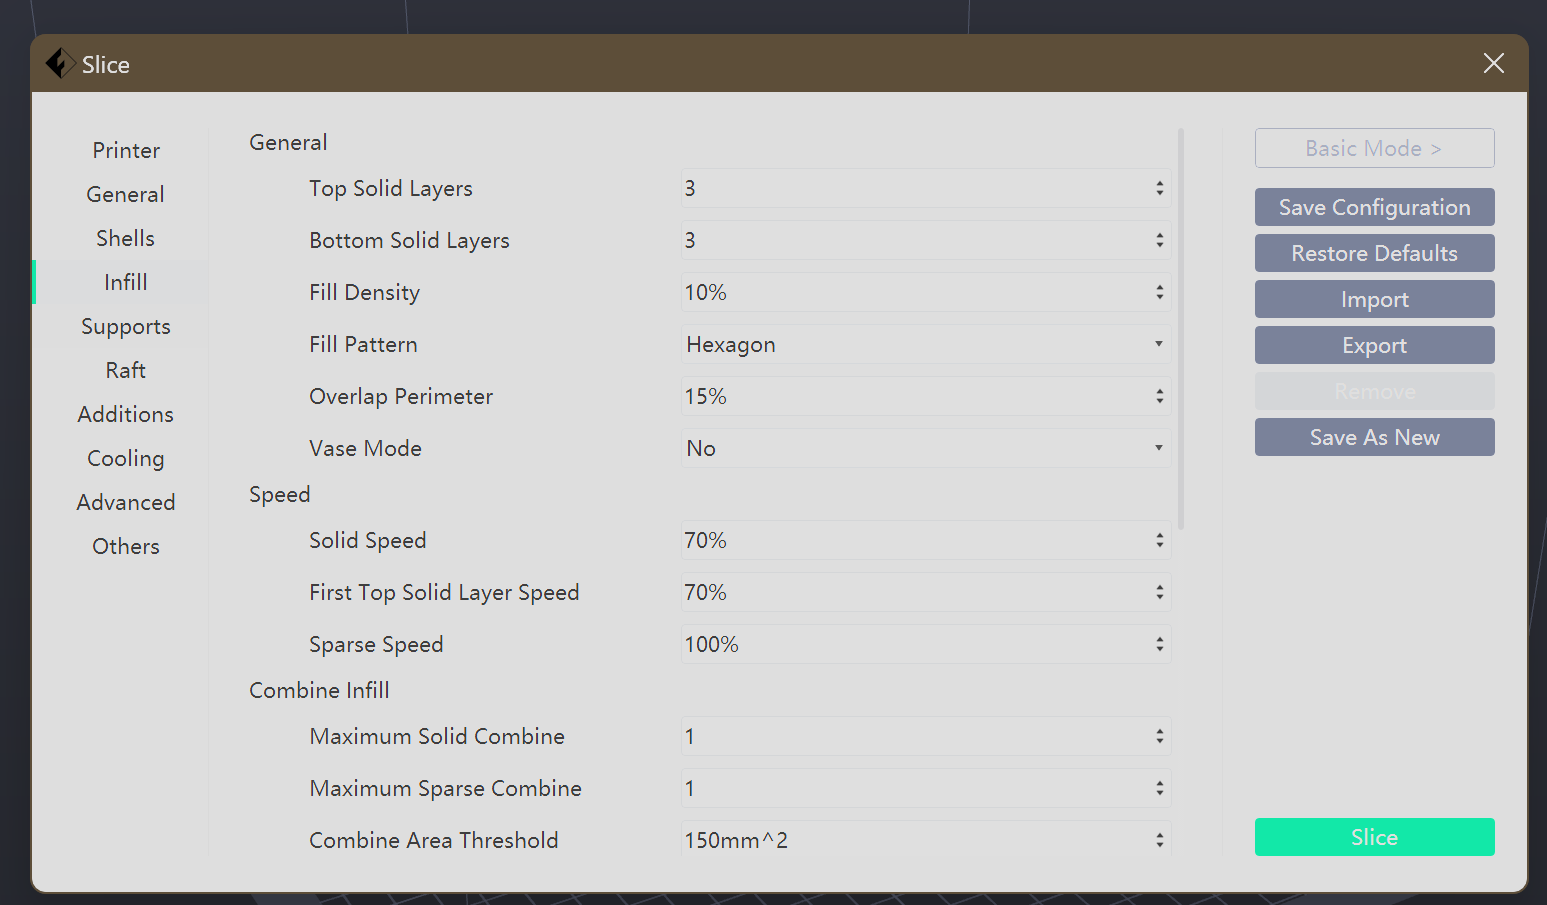 Slice
Printer
General
Shells
Infill
Supports
Raft
Additions
Cooling
Advanced
Others
General
Top Solid Layers 3
Bottom Solid Layers 3
Fill Density 10%
Fill Pattern Hexagon
Overlap Perimeter 15%
Vase Mode No
Speed
Solid Speed 70%
First Top Solid Layer Speed 70%
Sparse Speed 100%
Combine Infill
Maximum Solid Combine 1
Maximum Sparse Combine 1
Combine Area Threshold 150mm^2
Basic Mode >
Save Configuration
Restore Defaults
Import
Export
Remove
Save As New
Slice